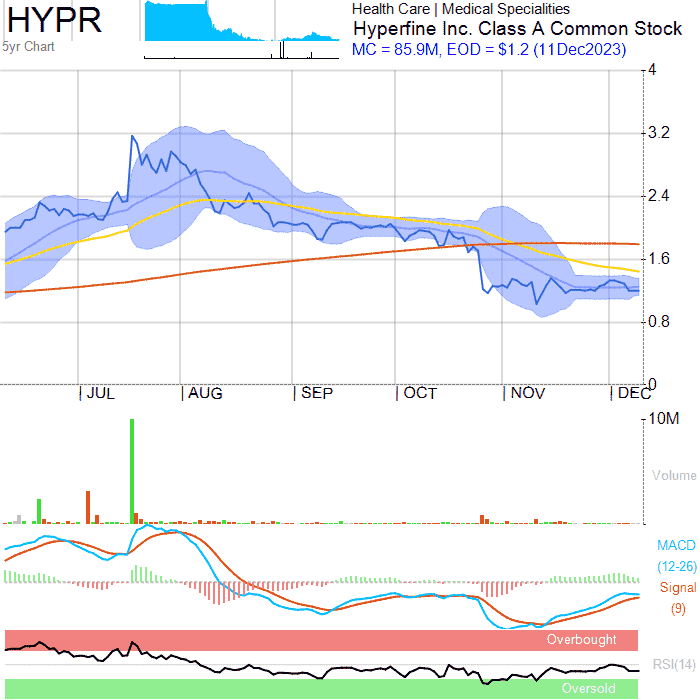 HYPR
5yr Chart
Health Care | Medical Specialities
Hyperfine Inc. Class A Common Stock
MC = 85.9M, EOD = $1.2 (11Dec2023)
4
3.2
2.4
1.6
0.8
0
JUL
AUG
SEP
OCT
NOV
DEC
10M
Volume
MACD
(12-26)
Signal
(9)
Overbought
RSI(14)
Oversold